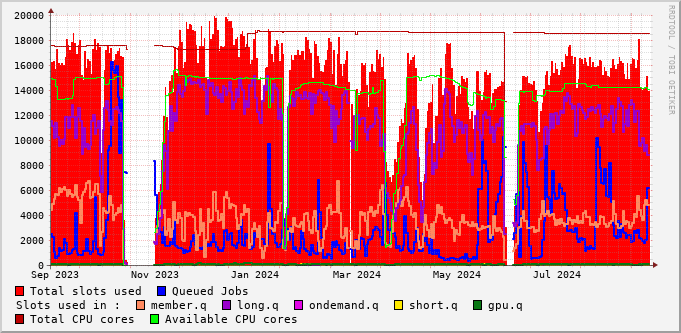 20000
18000
16000
14000
12000
10000
8000
6000
4000
2000
0
Sep 2023 Nov 2023 Jan 2024 Mar 2024 May 2024 Jul 2024
Total slots used Queued Jobs
Slots used in : member.q long.q ondemand.q short.q gpu.q
Total CPU cores Available CPU cores
RRDTOOL / TOBI OETIKER